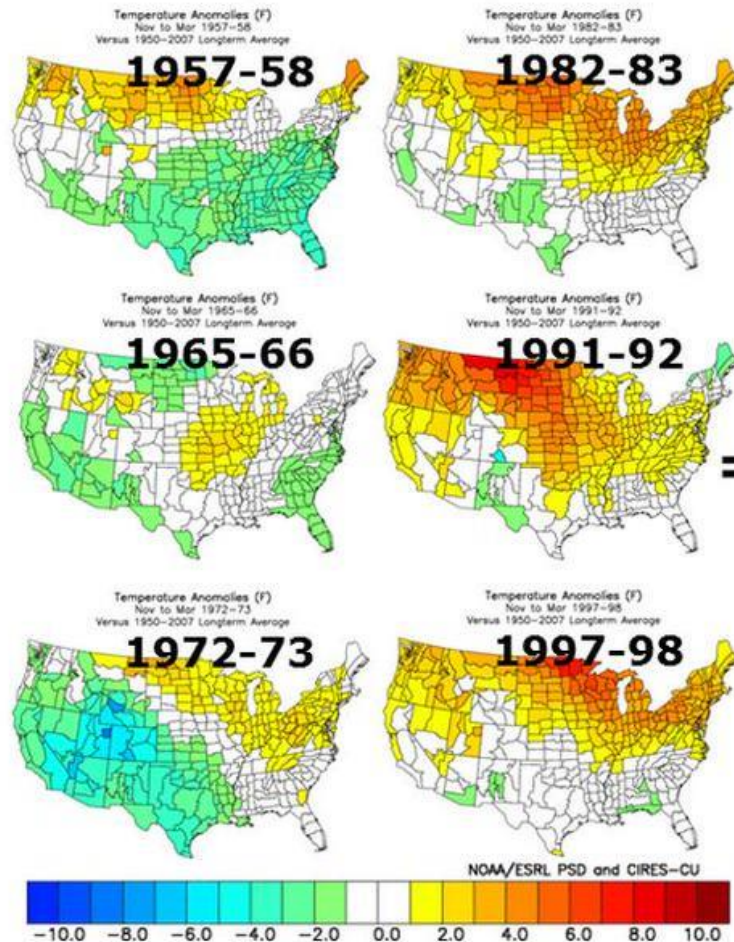 Temperature Anomalies (F)
Nov to Mar 1957-58
Versus 1950-2007 Longterm Average
1957-58
Temperature Anomalies (F)
Nov to Mar 1982-83
Versus 1950-2007 Longterm Average
1982-83
Temperature Anomalies (F)
Nov to Mar 1965-66
Versus 1950-2007 Longterm Average
1965-66
Temperature Anomalies (F)
Nov to Mar 1991-92
Versus 1950-2007 Longterm Average
1991-92
=
Temperature Anomalies (F)
Nov to Mar 1972-73
Versus 1950-2007 Longterm Average
1972-73
Temperature Anomalies (F)
Nov to Mar 1997-98
Versus 1950-2007 Longterm Average
1997-98
NOAA/ESRL PSD and CIRES-CU
-10.0 -8.0 -6.0 -4.0 -2.0 0.0 2.0 4.0 6.0 8.0 10.0